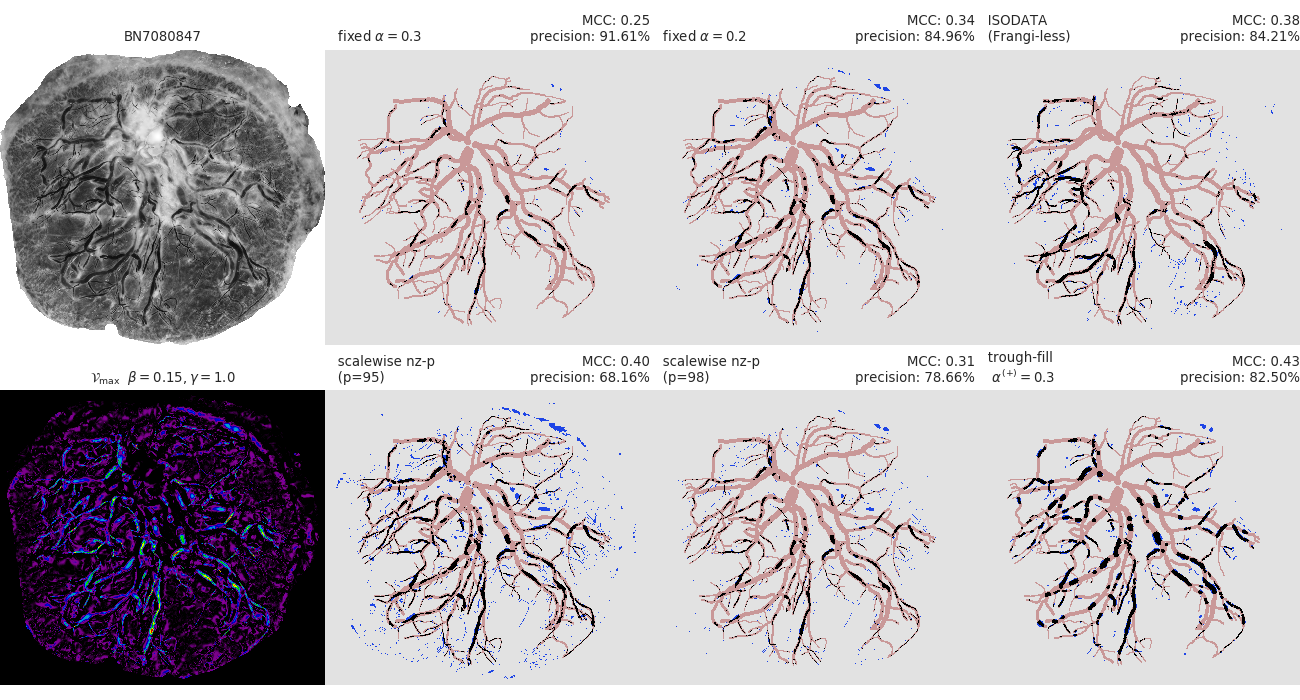 BN7080847
fixed α = 0.3
MCC: 0.25
precision: 91.61%
fixed α = 0.2
MCC: 0.34
precision: 84.96%
ISODATA
(Frangi-less)
MCC: 0.38
precision: 84.21%
𝒱max β = 0.15, γ = 1.0
scalewise nz-p
(p=95)
MCC: 0.40
precision: 68.16%
scalewise nz-p
(p=98)
MCC: 0.31
precision: 78.66%
trough-fill
α(+) = 0.3
MCC: 0.43
precision: 82.50%